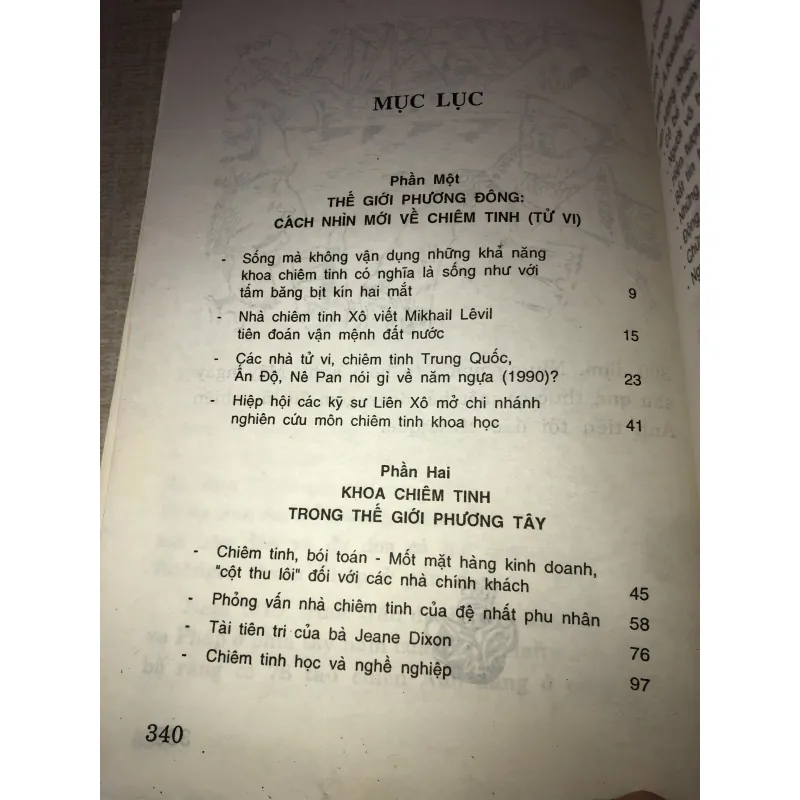 MỤC LỤC
Phần Một
THẾ GIỚI PHƯƠNG ĐÔNG:
CÁCH NHÌN MỚI VỀ CHIÊM TINH (TỬ VI)
- Sống mà không vận dụng những khả năng
khoa chiêm tinh có nghĩa là sống như với
tấm băng bịt kín hai mắt 9
- Nhà chiêm tinh Xô viết Mikhail Lêvil
tiên đoán vận mệnh đất nước 15
- Các nhà tử vi, chiêm tinh Trung Quốc,
Ấn Độ, Nê Pan nói gì về năm ngựa (1990)? 23
- Hiệp hội các kỹ sư Liên Xô mở chi nhánh
nghiên cứu môn chiêm tinh khoa học 41
Phần Hai
KHOA CHIÊM TINH
TRONG THẾ GIỚI PHƯƠNG TÂY
- Chiêm tinh, bói toán - Mốt mặt hàng kinh doanh,
"cột thu lôi" đối với các nhà chính khách 45
- Phỏng vấn nhà chiêm tinh của đệ nhất phu nhân 58
- Tài tiên tri của bà Jeane Dixon 76
- Chiêm tinh học và nghề nghiệp 97
340